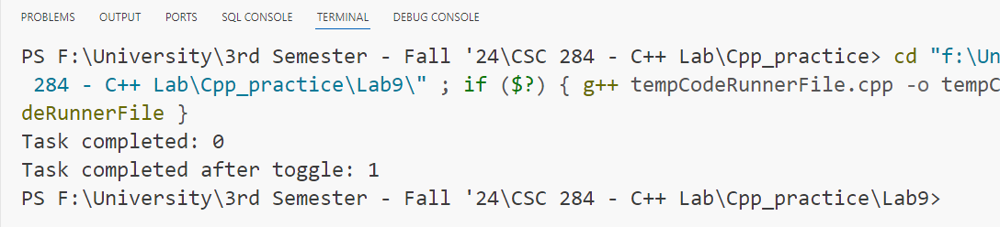 PROBLEMS OUTPUT PORTS SQL CONSOLE TERMINAL DEBUG CONSOLE
PS F:\University\3rd Semester - Fall '24\CSC 284 - C++ Lab\Cpp_practice> cd "f:\Un
284 - C++ Lab\Cpp_practice\Lab9\" ; if ($?) { g++ tempCodeRunnerFile.cpp -o tempC
deRunnerFile }
Task completed: 0
Task completed after toggle: 1
PS F:\University\3rd Semester - Fall '24\CSC 284 - C++ Lab\Cpp_practice\Lab9>